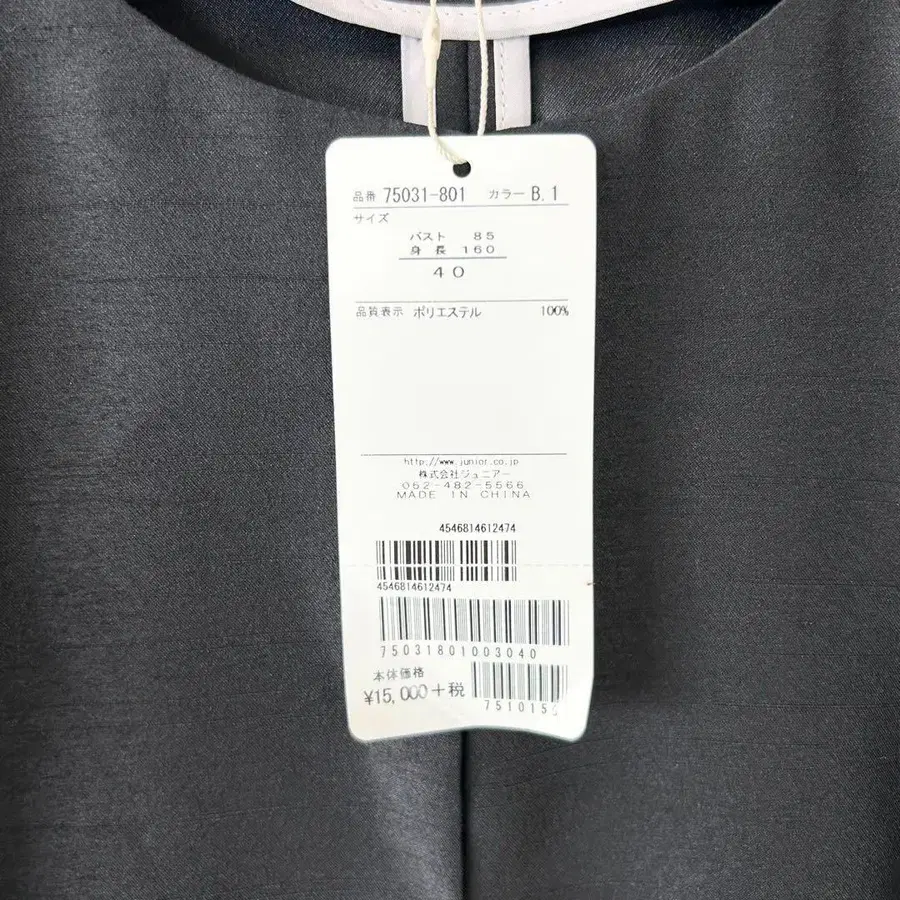 品番 75031-801 カラー B.1
サイズ
バスト 85
身長 160
40
品質表示 ポリエステル 100%
http://www.junior.co.jp
株式会社ジュニアー
052-482-5566
MADE IN CHINA
4546814612474
4546814612474
75031801003040
本体価格
¥15,000+税
751015